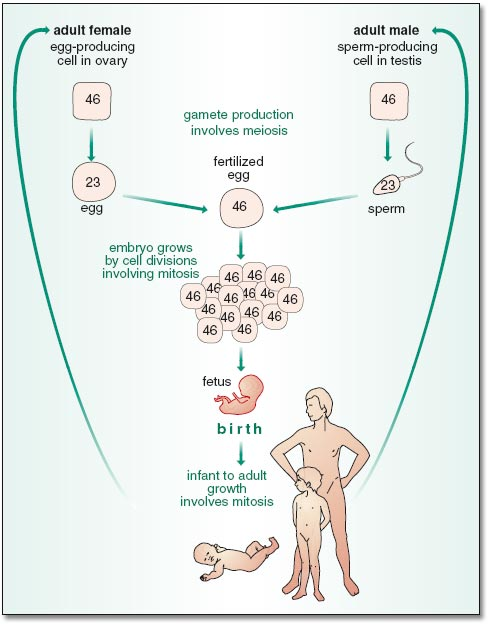 adult female
egg-producing
cell in ovary
adult male
sperm-producing
cell in testis
46
46
gamete production
involves meiosis
fertilized
egg
23
egg
46
23
sperm
embryo grows
by cell divisions
involving mitosis
46 46 46
46 46 46 46 46 46
46 46 46 46
46 46
fetus
birth
infant to adult
growth
involves mitosis